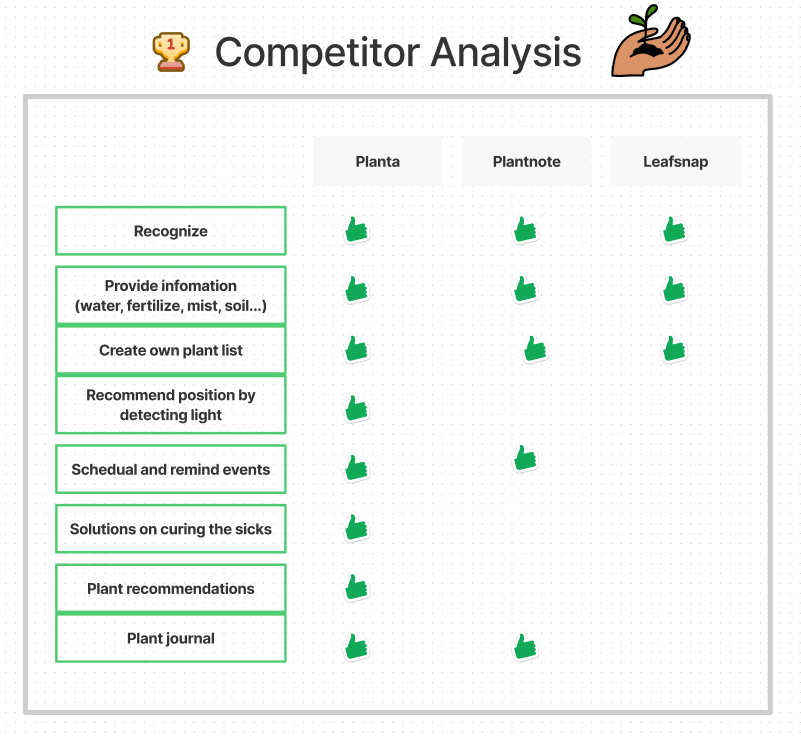 1
Competitor Analysis
Planta
Plantnote
Leafsnap
Recognize
Provide infomation
(water, fertilize, mist, soil...)
Create own plant list
Recommend position by
detecting light
Schedual and remind events
Solutions on curing the sicks
Plant recommendations
Plant journal